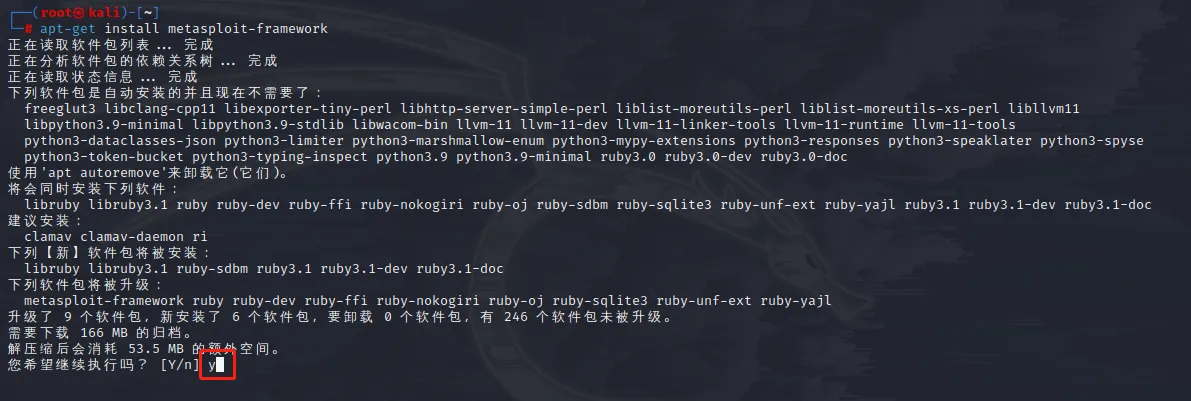 ┌──(root㉿kali)-[~]
└─# apt-get install metasploit-framework
正在读取软件包列表... 完成
正在分析软件包的依赖关系树... 完成
正在读取状态信息... 完成
下列软件包是自动安装的并且现在不需要了：
  freeglut3 libclang-cpp11 libexporter-tiny-perl libhttp-server-simple-perl liblist-moreutils-perl liblist-moreutils-xs-perl libllvm11
  libpython3.9-minimal libpython3.9-stdlib libwacom-bin llvm-11 llvm-11-dev llvm-11-linker-tools llvm-11-runtime llvm-11-tools
  python3-dataclasses-json python3-limiter python3-marshmallow-enum python3-mypy-extensions python3-responses python3-speaklater python3-spyse
  python3-token-bucket python3-typing-inspect python3.9 python3.9-minimal ruby3.0 ruby3.0-dev ruby3.0-doc
使用'apt autoremove'来卸载它(它们)。
将会同时安装下列软件：
  libruby libruby3.1 ruby ruby-dev ruby-ffi ruby-nokogiri ruby-oj ruby-sdbm ruby-sqlite3 ruby-unf-ext ruby-yajl ruby3.1 ruby3.1-dev ruby3.1-doc
建议安装：
  clamav clamav-daemon ri
下列【新】软件包将被安装：
  libruby libruby3.1 ruby-sdbm ruby3.1 ruby3.1-dev ruby3.1-doc
下列软件包将被升级：
  metasploit-framework ruby ruby-dev ruby-ffi ruby-nokogiri ruby-oj ruby-sqlite3 ruby-unf-ext ruby-yajl
升级了 9 个软件包，新安装了 6 个软件包，要卸载 0 个软件包，有 246 个软件包未被升级。
需要下载 166 MB 的归档。
解压缩后会消耗 53.5 MB 的额外空间。
您希望继续执行吗？ [Y/n] y